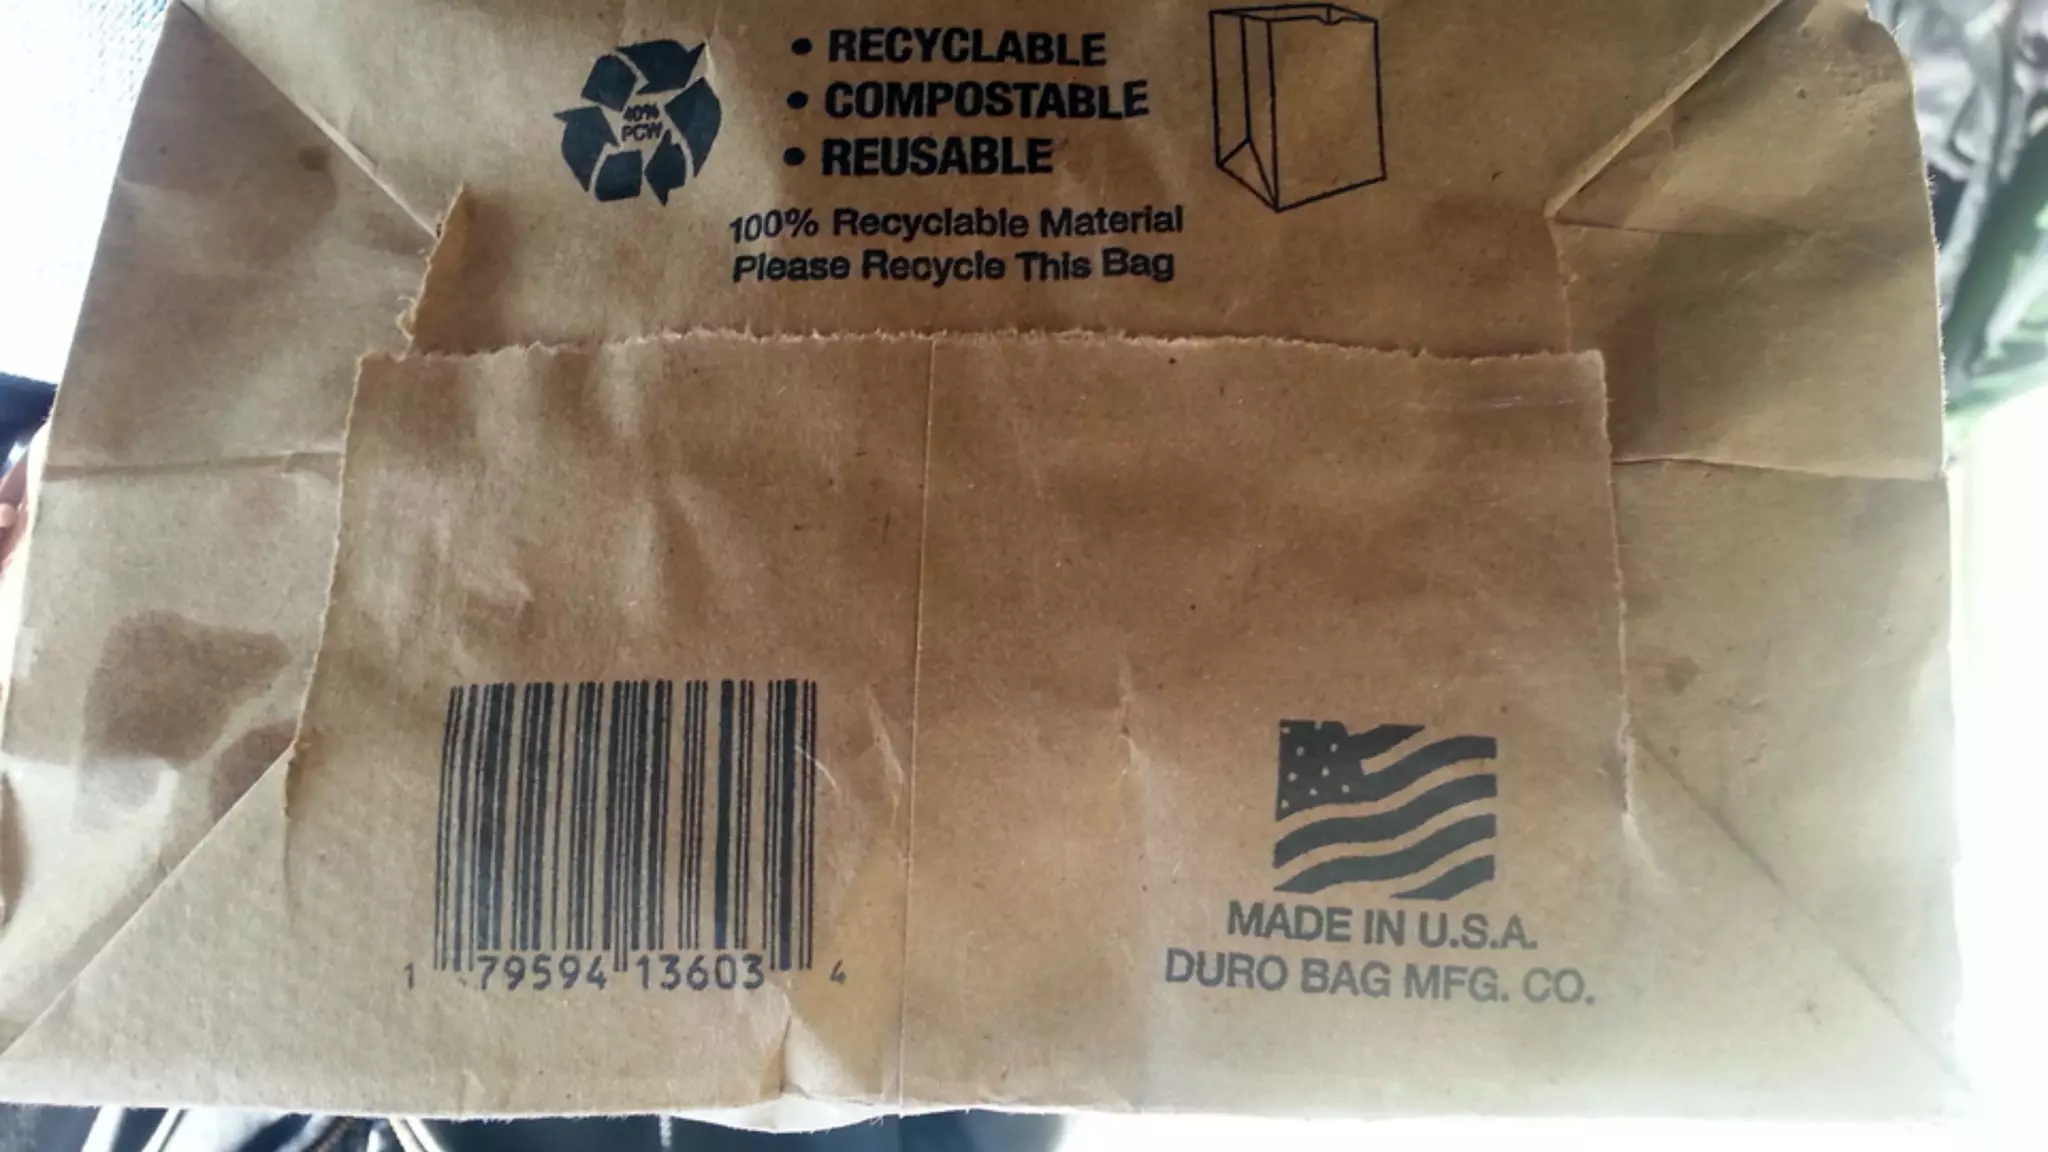 40%
PCW
• RECYCLABLE
• COMPOSTABLE
• REUSABLE
100% Recyclable Material
Please Recycle This Bag
1 79594 13603 4
MADE IN U.S.A.
DURO BAG MFG. CO.